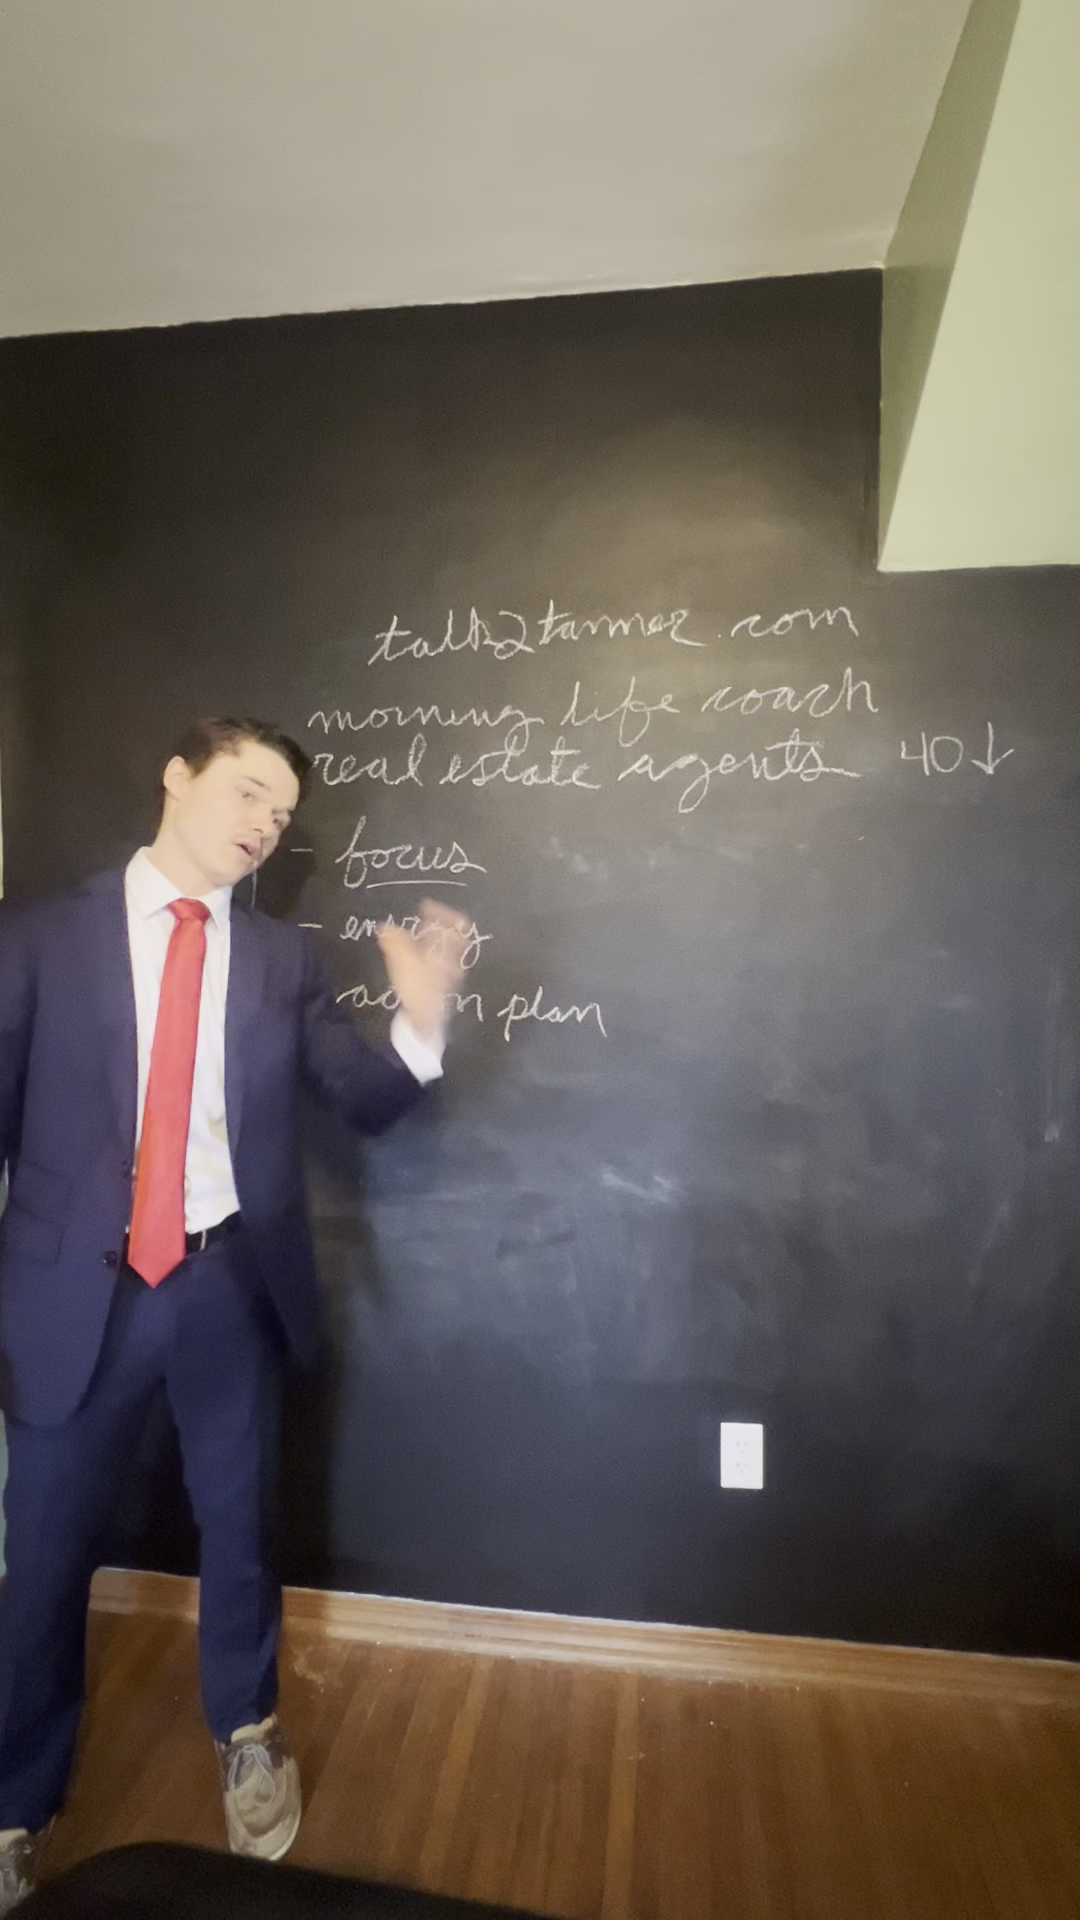 talk2tanner.com
morning life coach
real estate agents 40↓
- focus
- energy
action plan